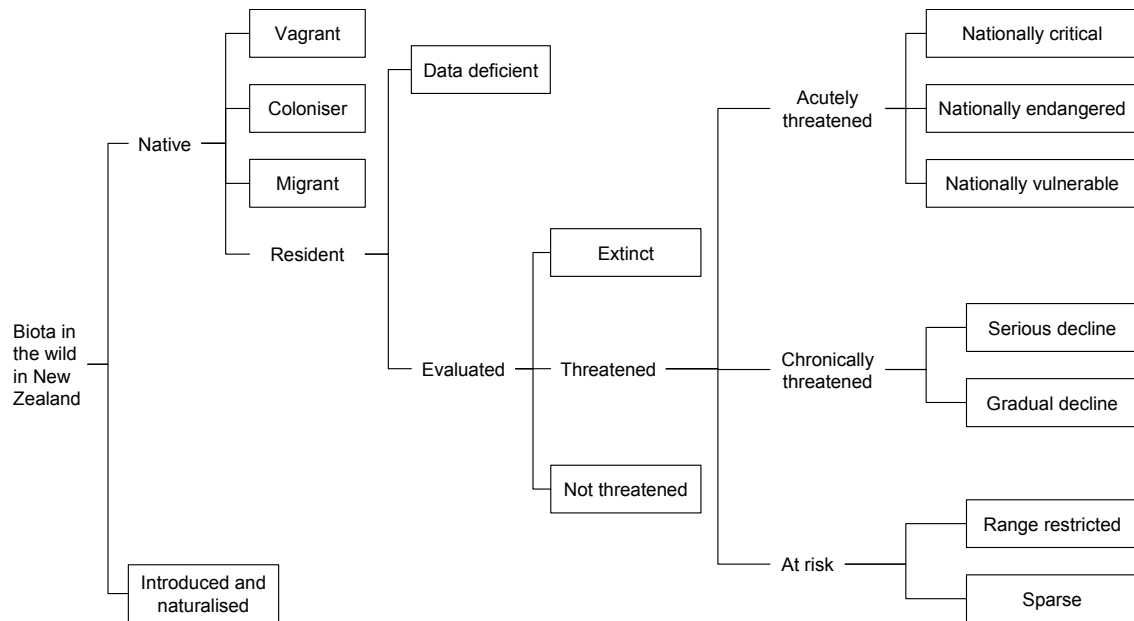 Vagrant
Coloniser
Native
Migrant
Resident
Data deficient
Biota in
the wild
in New
Zealand
Evaluated
Extinct
Threatened
Not threatened
Acutely
threatened
Nationally critical
Nationally endangered
Nationally vulnerable
Chronically
threatened
Serious decline
Gradual decline
At risk
Range restricted
Sparse
Introduced and
naturalised